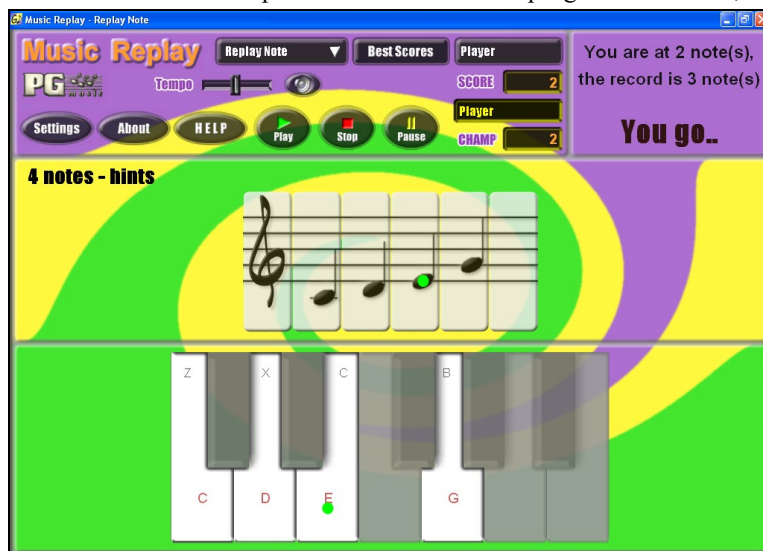 Music Replay - Replay Note
Music Replay
Replay Note
Best Scores
Player
You are at 2 note(s),
the record is 3 note(s)
PG music
Tempo
SCORE 2
Player
You go..
Settings
About
HELP
Play
Stop
Pause
CHAMP 2
4 notes - hints
Z X C B
C D E G